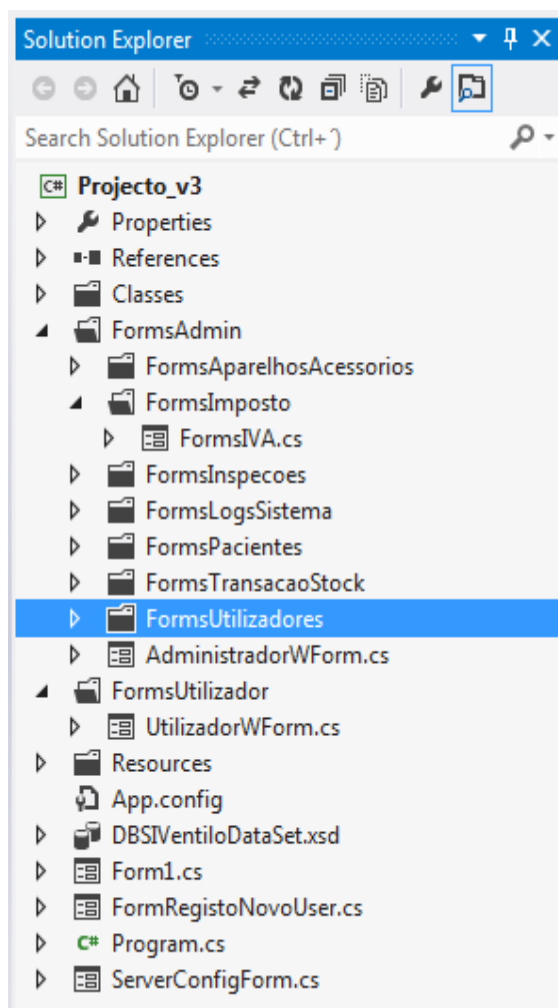 Solution Explorer
Search Solution Explorer (Ctrl+´)
C# Projecto_v3
Properties
References
Classes
FormsAdmin
FormsAparelhosAcessorios
FormsImposto
FormsIVA.cs
FormsInspecoes
FormsLogsSistema
FormsPacientes
FormsTransacaoStock
FormsUtilizadores
AdministradorWForm.cs
FormsUtilizador
UtilizadorWForm.cs
Resources
App.config
DBSIVentiloDataSet.xsd
Form1.cs
FormRegistoNovoUser.cs
C# Program.cs
ServerConfigForm.cs